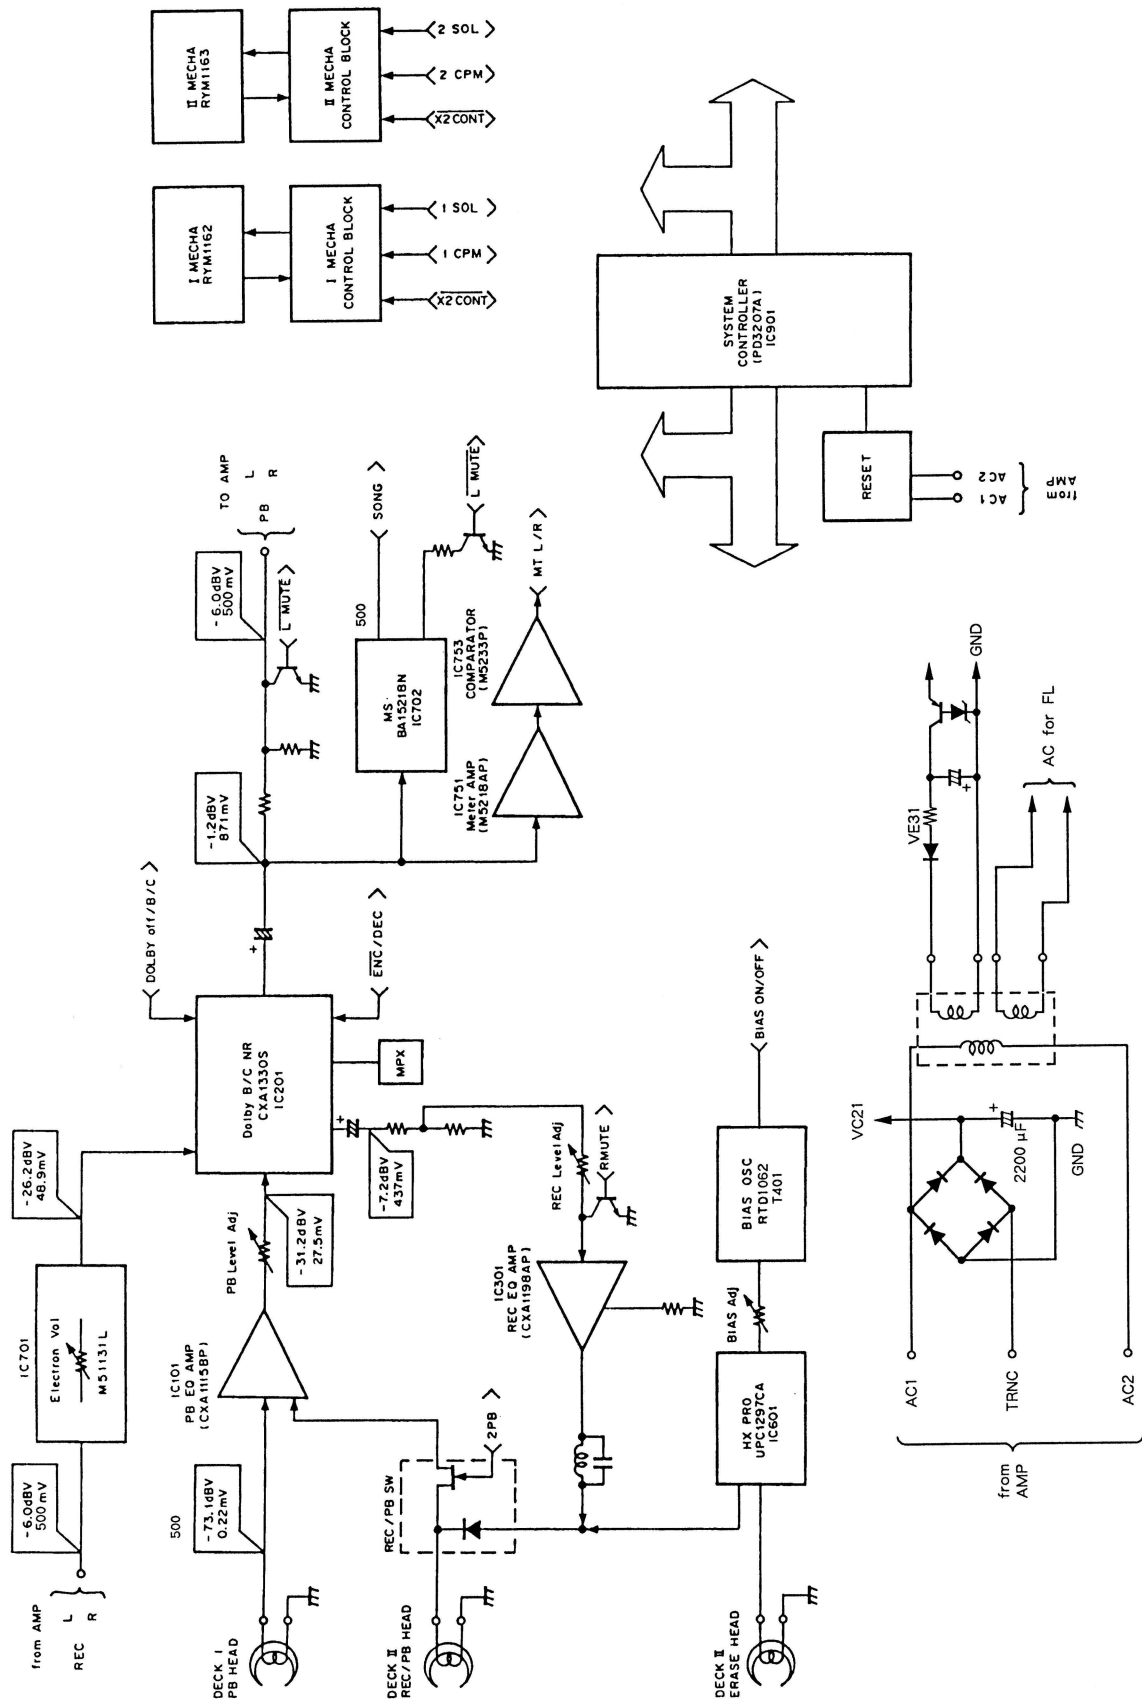 from AMP
REC
L
R
-6.0dBV
500mV
IC701
Electron Vol
M51131L
-26.2dBV
48.9mV
DECK I
PB HEAD
500
-73.1dBV
0.22mV
IC101
PB EQ AMP
(CXA1115BP)
PB Level Adj
-31.2dBV
27.5mV
Dolby B/C NR
CXA1330S
IC201
DOLBY off/B/C
ENC/DEC
MPX
-7.2dBV
437mV
-1.2dBV
871mV
-6.0dBV
500mV
L MUTE
TO AMP
PB
L
R
MS
BA1521BN
IC702
500
SONG
L MUTE
IC751
Meter AMP
(M5218AP)
IC753
COMPARATOR
(M5233P)
MT L/R
DECK II
REC/PB HEAD
REC/PB SW
2PB
IC301
REC EQ AMP
(CXA1198AP)
REC Level Adj
RMUTE
DECK II
ERASE HEAD
HX PRO
UPC1297CA
IC601
BIAS Adj
BIAS OSC
RTD1062
T401
BIAS ON/OFF
I MECHA
RYM1162
I MECHA
CONTROL BLOCK
X2 CONT
1 CPM
1 SOL
II MECHA
RYM1163
II MECHA
CONTROL BLOCK
X2 CONT
2 CPM
2 SOL
SYSTEM
CONTROLLER
(PD3207A)
IC901
RESET
AC1
AC2
from
AMP
from
AMP
AC1
TRNC
AC2
VC21
2200 µF
+
GND
VE31
+
GND
AC for FL